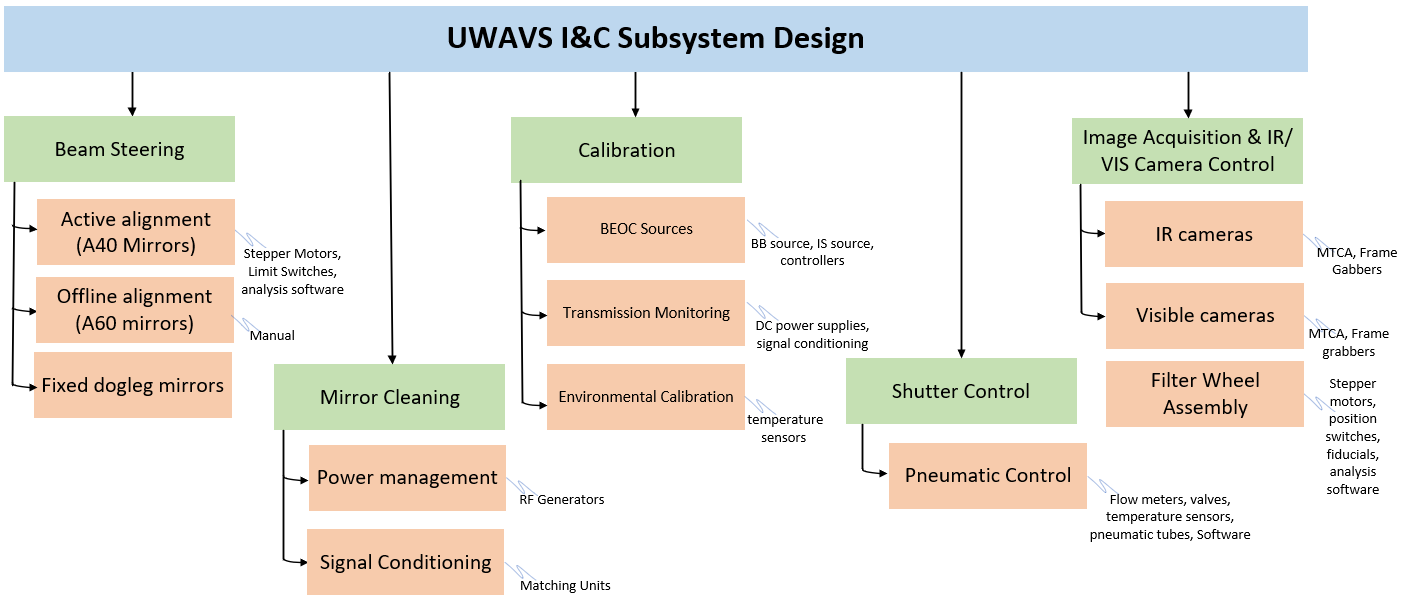 UWAVS I&C Subsystem Design
Beam Steering
Active alignment
(A40 Mirrors)
Stepper Motors,
Limit Switches,
analysis software
Offline alignment
(A60 mirrors)
Manual
Fixed dogleg mirrors
Mirror Cleaning
Power management
RF Generators
Signal Conditioning
Matching Units
Calibration
BEOC Sources
BB source, IS source,
controllers
Transmission Monitoring
DC power supplies,
signal conditioning
Environmental Calibration
temperature
sensors
Shutter Control
Pneumatic Control
Flow meters, valves,
temperature sensors,
pneumatic tubes, Software
Image Acquisition & IR/
VIS Camera Control
IR cameras
MTCA, Frame
Gabbers
Visible cameras
MTCA, Frame
grabbers
Filter Wheel
Assembly
Stepper
motors,
position
switches,
fiducials,
analysis
software